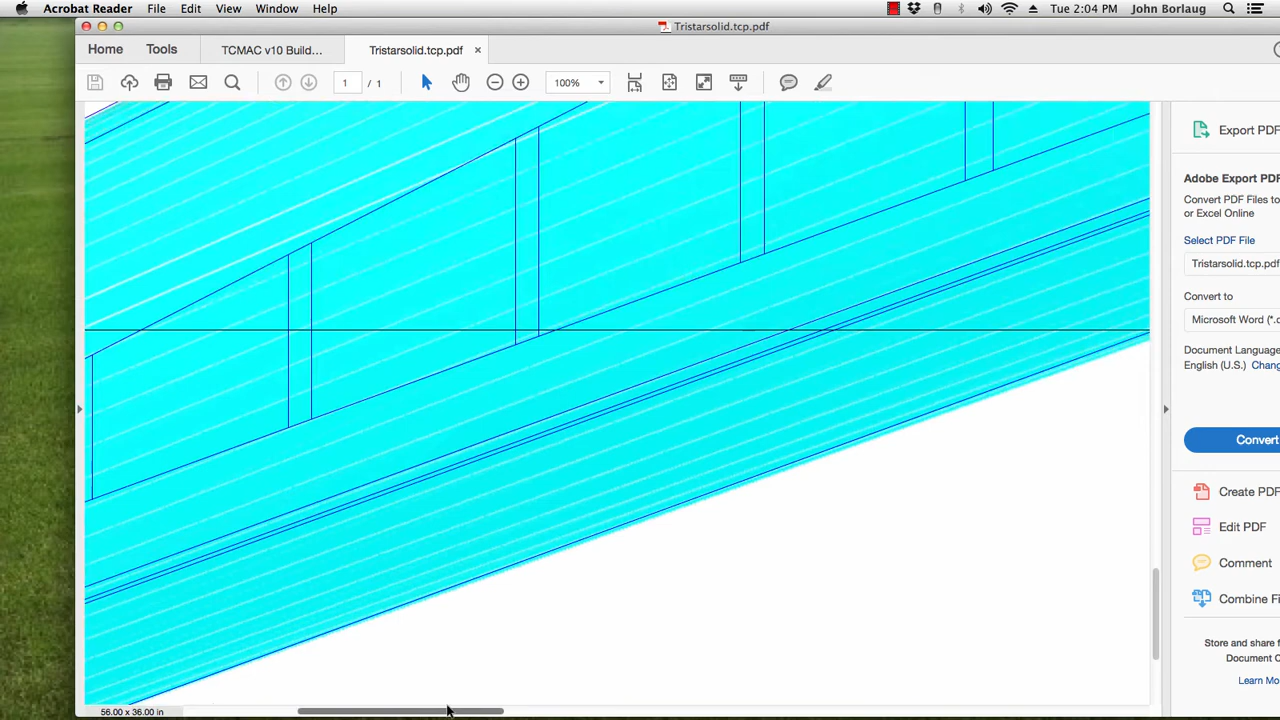 Acrobat Reader File Edit View Window Help Tue 2:04 PM John Borlaug
Tristarsolid.tcp.pdf
Home Tools TCMAC v10 Build... Tristarsolid.tcp.pdf ×
1 / 1 100%
Export PDF
Adobe Export PDF
Convert PDF Files to
or Excel Online
Select PDF File
Tristarsolid.tcp.pdf
Convert to
Microsoft Word (*.d
Document Language
English (U.S.) Chang
Convert
Create PDF
Edit PDF
Comment
Combine Fi
Store and share f
Document C
Learn Mo
56.00 x 36.00 in